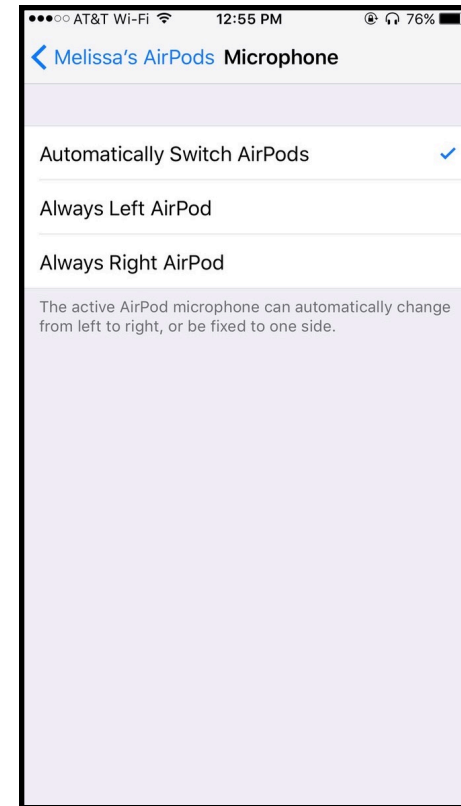 AT&T Wi-Fi 12:55 PM 76%
Melissa’s AirPods Microphone
Automatically Switch AirPods
Always Left AirPod
Always Right AirPod
The active AirPod microphone can automatically change
from left to right, or be fixed to one side.